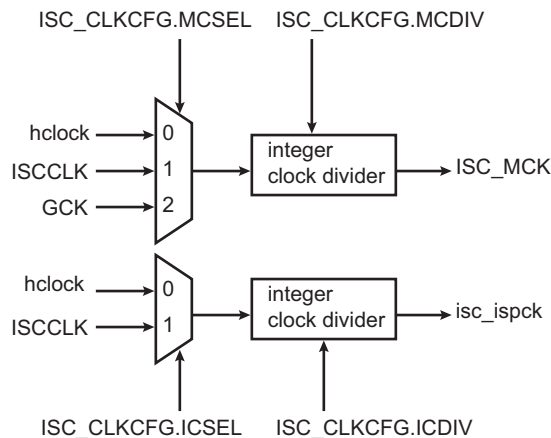 ISC_CLKCFG.MCSEL
ISC_CLKCFG.MCDIV
hclock
0
ISCCLK
1
GCK
2
integer
clock divider
ISC_MCK
hclock
0
ISCCLK
1
integer
clock divider
isc_ispck
ISC_CLKCFG.ICSEL
ISC_CLKCFG.ICDIV